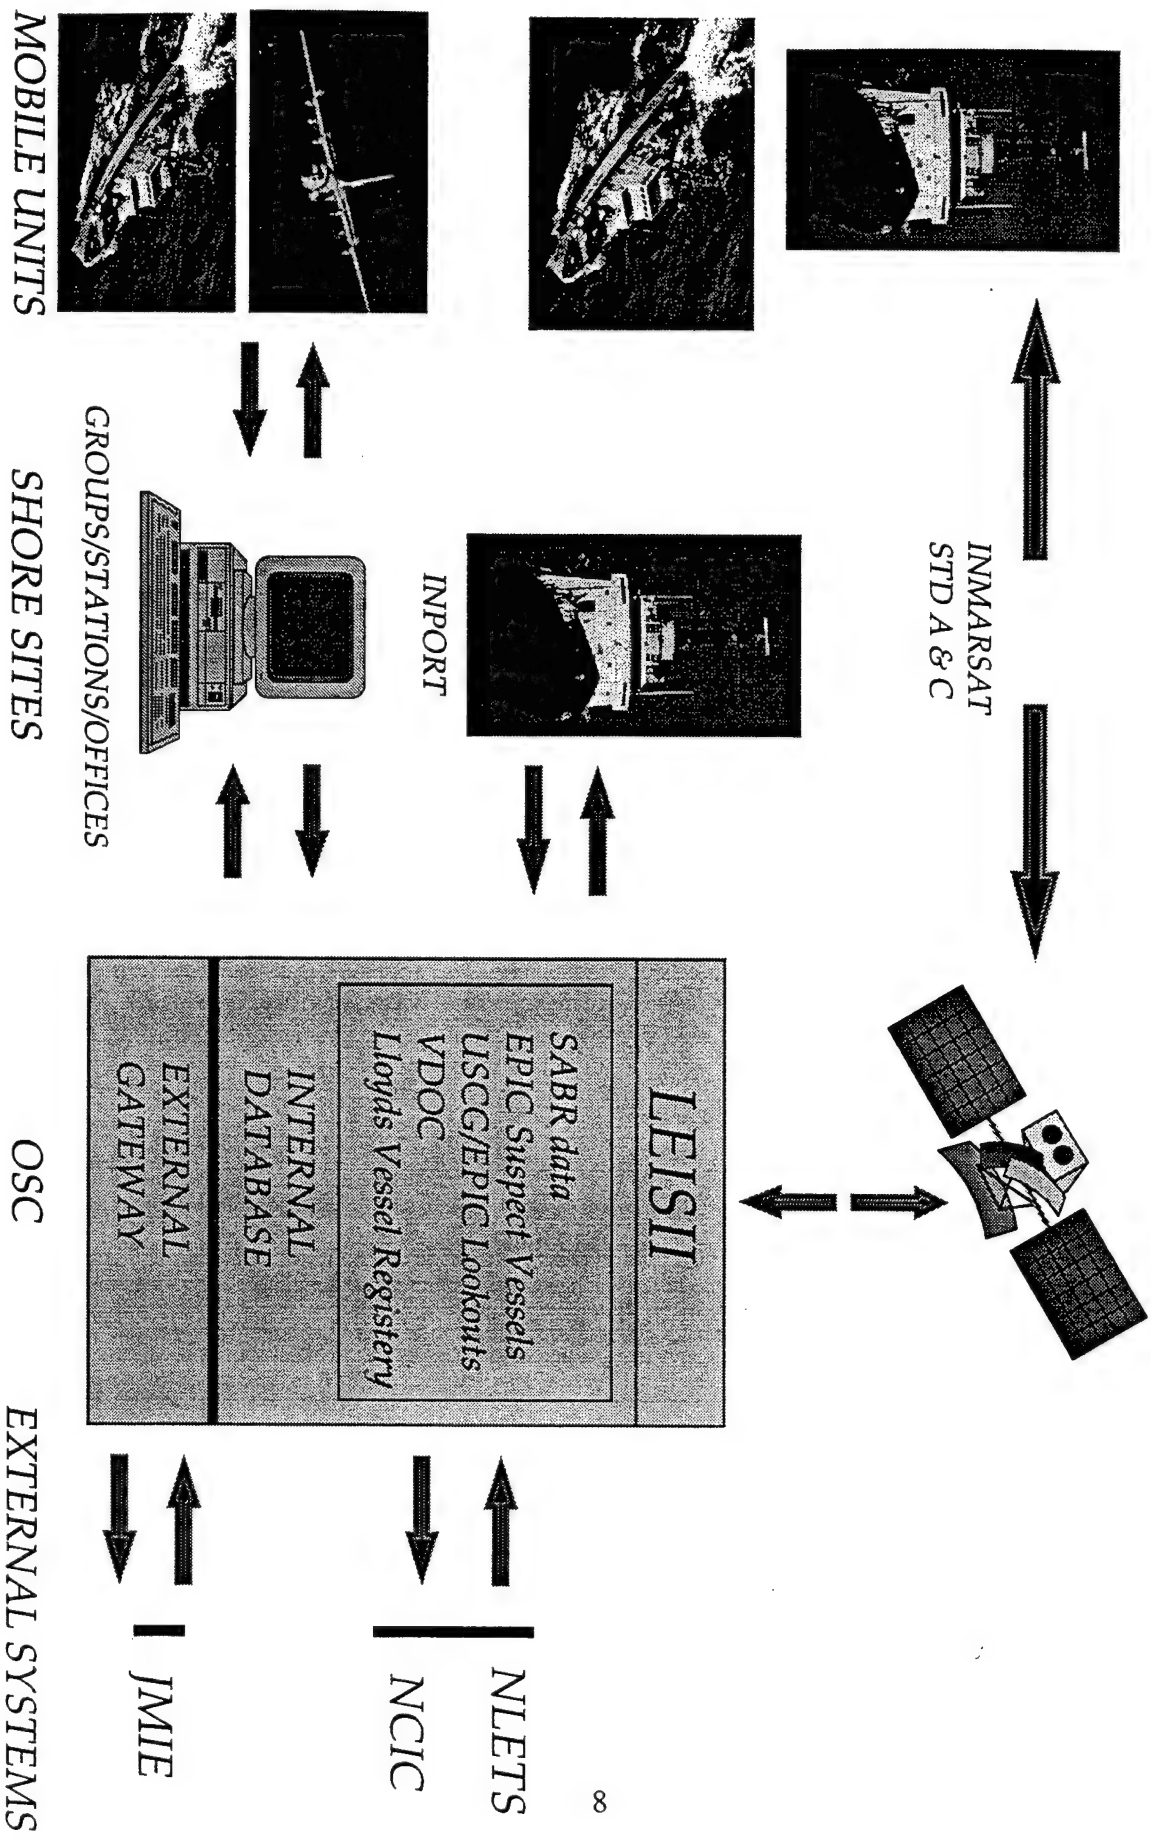 INMARSAT
STD A & C
LEISII
SABR data
EPIC Suspect Vessels
USCG/EPIC Lookouts
VDOC
Lloyds Vessel Registery
INTERNAL
DATABASE
EXTERNAL
GATEWAY
INPORT
GROUPS/STATIONS/OFFICES
NLETS
NCIC
JMIE
MOBILE UNITS
SHORE SITES
OSC
EXTERNAL SYSTEMS
8